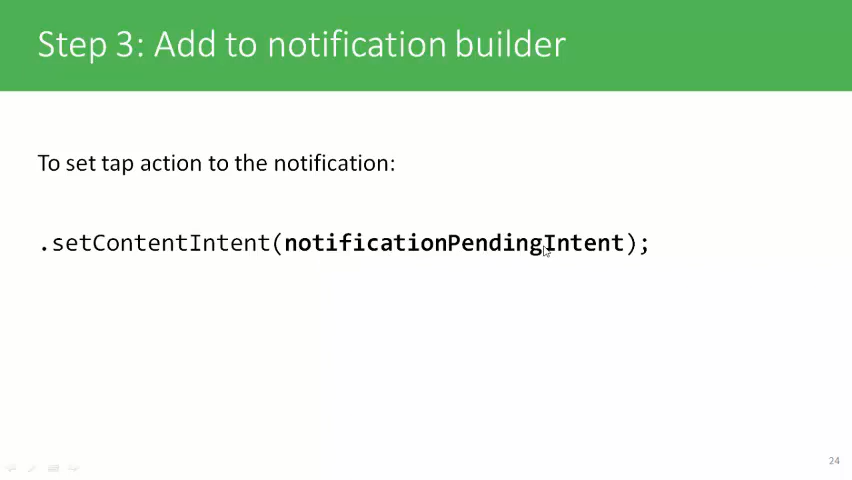 Step 3: Add to notification builder
To set tap action to the notification:
.setContentIntent(notificationPendingIntent);
24